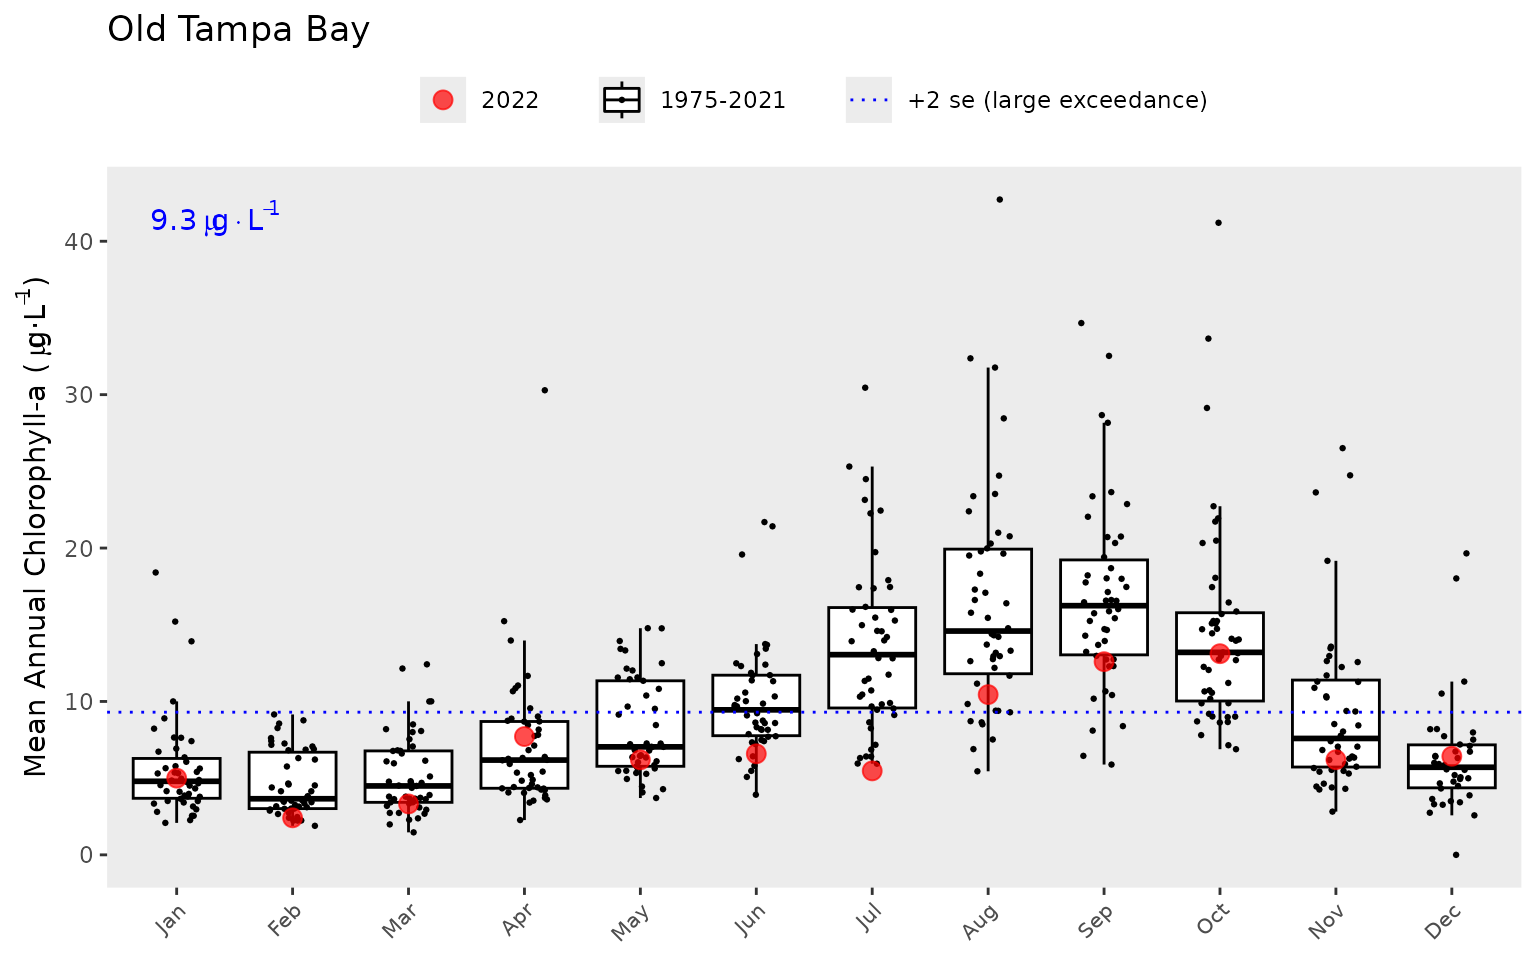 Old Tampa Bay
2022 1975-2021 +2 se (large exceedance)
9.3 μg·L⁻¹
Mean Annual Chlorophyll-a ( μg·L⁻¹)
40
30
20
10
0
Jan Feb Mar Apr May Jun Jul Aug Sep Oct Nov Dec